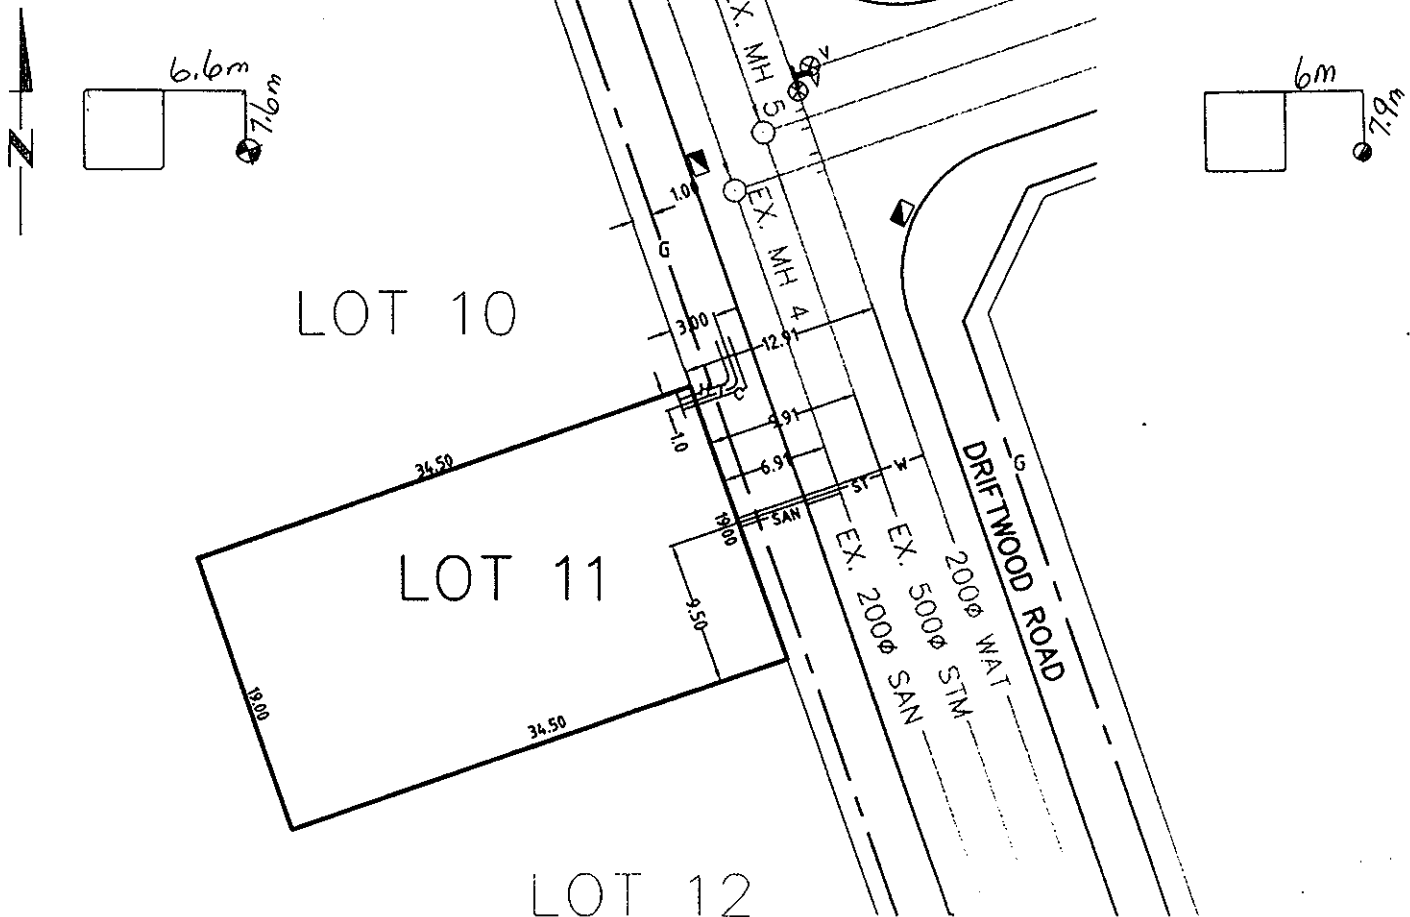 N
6.6m
7.6m
6m
7.9m
EX. MH 5
V
1.0
G
EX. MH 4
LOT 10
3.00
12.91
C
1.0
9.91
6.91
34.50
W
ST
SAN
19.00
LOT 11
9.50
19.00
34.50
G
DRIFTWOOD ROAD
200ø WAT
EX. 500ø STM
EX. 200ø SAN
LOT 12